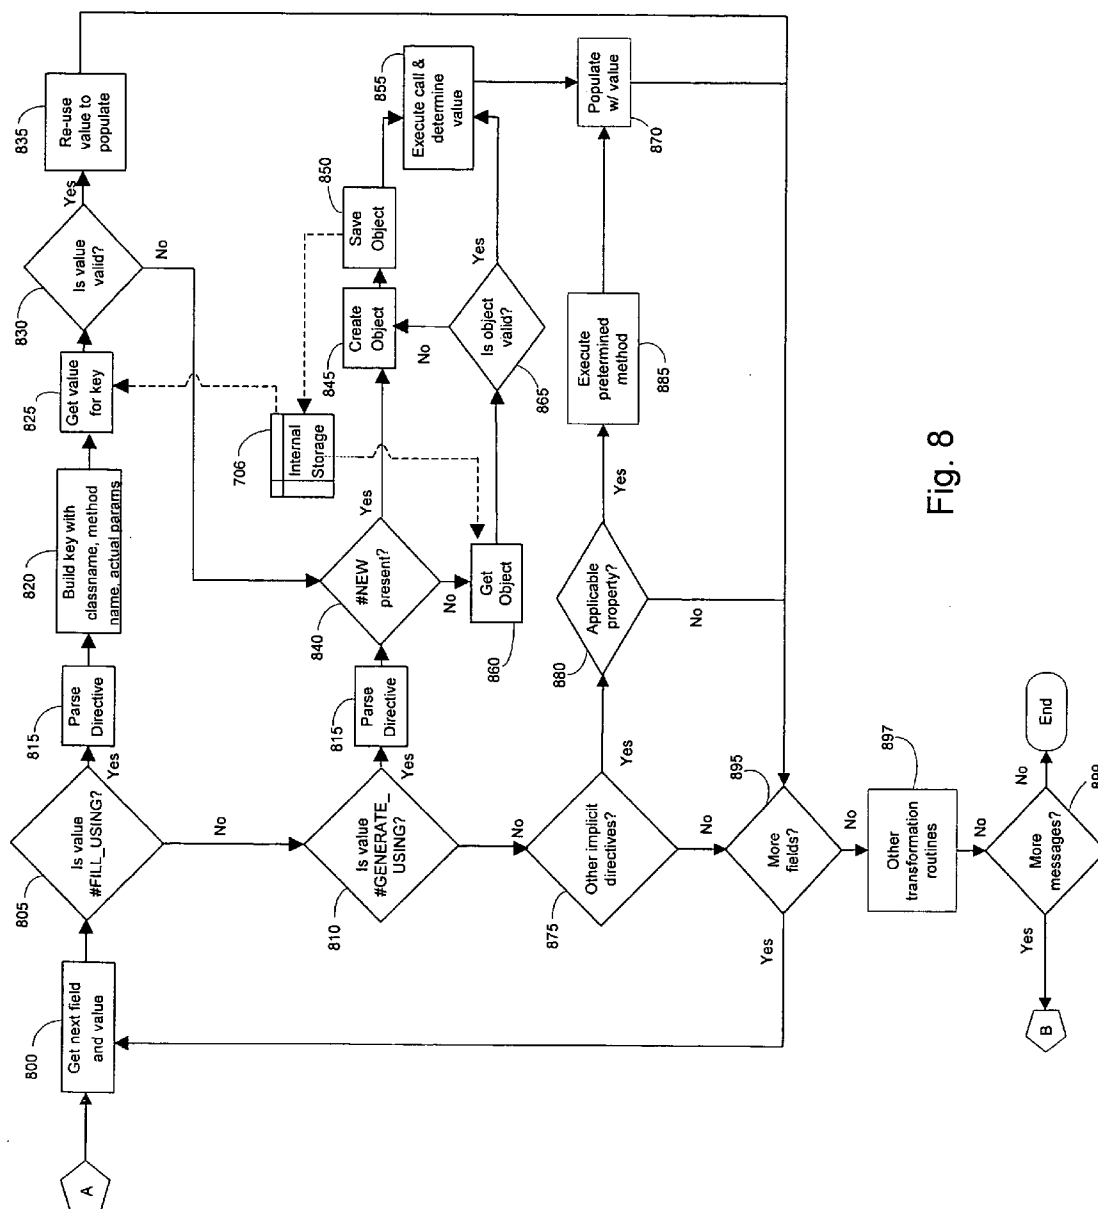 A
800
Get next field
and value
805
Is value
#FILL_USING?
Yes
No
815
Parse
Directive
820
Build key with
classname, method
name, actual params
825
Get value
for key
830
Is value
valid?
Yes
No
835
Re-use
value to
populate
810
Is value
#GENERATE_
USING?
Yes
No
815
Parse
Directive
840
#NEW
present?
Yes
No
706
Internal
Storage
845
Create
Object
850
Save
Object
855
Execute call &
determine
value
860
Get
Object
865
Is object
valid?
Yes
No
875
Other implicit
directives?
Yes
No
880
Applicable
property?
Yes
No
885
Execute
pretermined
method
870
Populate
w/ value
895
More
fields?
Yes
No
897
Other
transformation
routines
No
More
messages?
Yes
No
B
End
Fig. 8